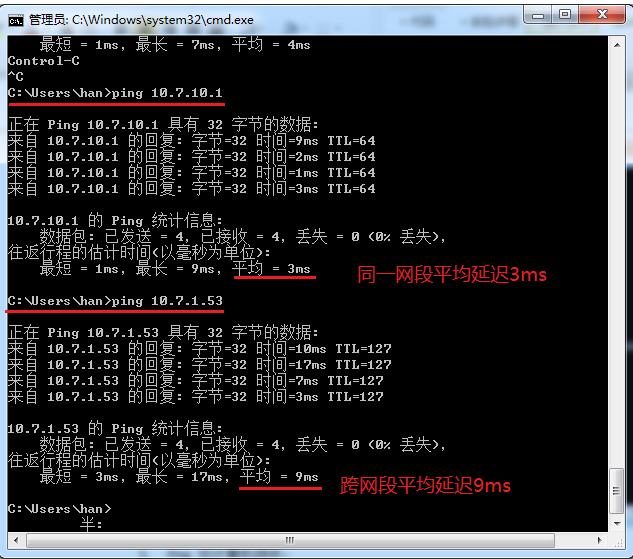 管理员: C:\Windows\system32\cmd.exe
最短 = 1ms，最长 = 7ms，平均 = 4ms
Control-C
^C
C:\Users\han>ping 10.7.10.1
正在 Ping 10.7.10.1 具有 32 字节的数据:
来自 10.7.10.1 的回复: 字节=32 时间=9ms TTL=64
来自 10.7.10.1 的回复: 字节=32 时间=2ms TTL=64
来自 10.7.10.1 的回复: 字节=32 时间=1ms TTL=64
来自 10.7.10.1 的回复: 字节=32 时间=3ms TTL=64
10.7.10.1 的 Ping 统计信息:
数据包: 已发送 = 4，已接收 = 4，丢失 = 0 (0% 丢失)，
往返行程的估计时间(以毫秒为单位):
最短 = 1ms，最长 = 9ms，平均 = 3ms
同一网段平均延迟3ms
C:\Users\han>ping 10.7.1.53
正在 Ping 10.7.1.53 具有 32 字节的数据:
来自 10.7.1.53 的回复: 字节=32 时间=10ms TTL=127
来自 10.7.1.53 的回复: 字节=32 时间=17ms TTL=127
来自 10.7.1.53 的回复: 字节=32 时间=7ms TTL=127
来自 10.7.1.53 的回复: 字节=32 时间=3ms TTL=127
10.7.1.53 的 Ping 统计信息:
数据包: 已发送 = 4，已接收 = 4，丢失 = 0 (0% 丢失)，
往返行程的估计时间(以毫秒为单位):
最短 = 3ms，最长 = 17ms，平均 = 9ms
跨网段平均延迟9ms
C:\Users\han>
半: